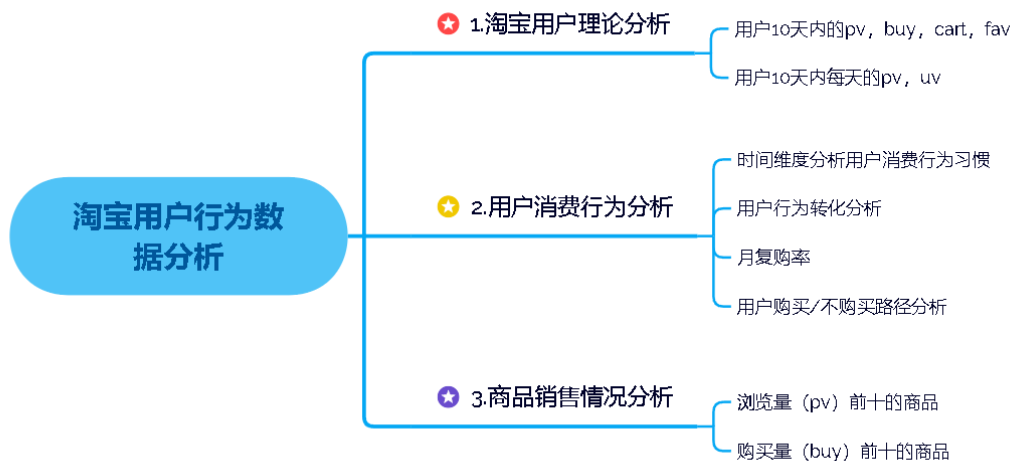 淘宝用户行为数
据分析
1.淘宝用户理论分析
用户10天内的pv，buy，cart，fav
用户10天内每天的pv，uv
2.用户消费行为分析
时间维度分析用户消费行为习惯
用户行为转化分析
月复购率
用户购买/不购买路径分析
3.商品销售情况分析
浏览量（pv）前十的商品
购买量（buy）前十的商品